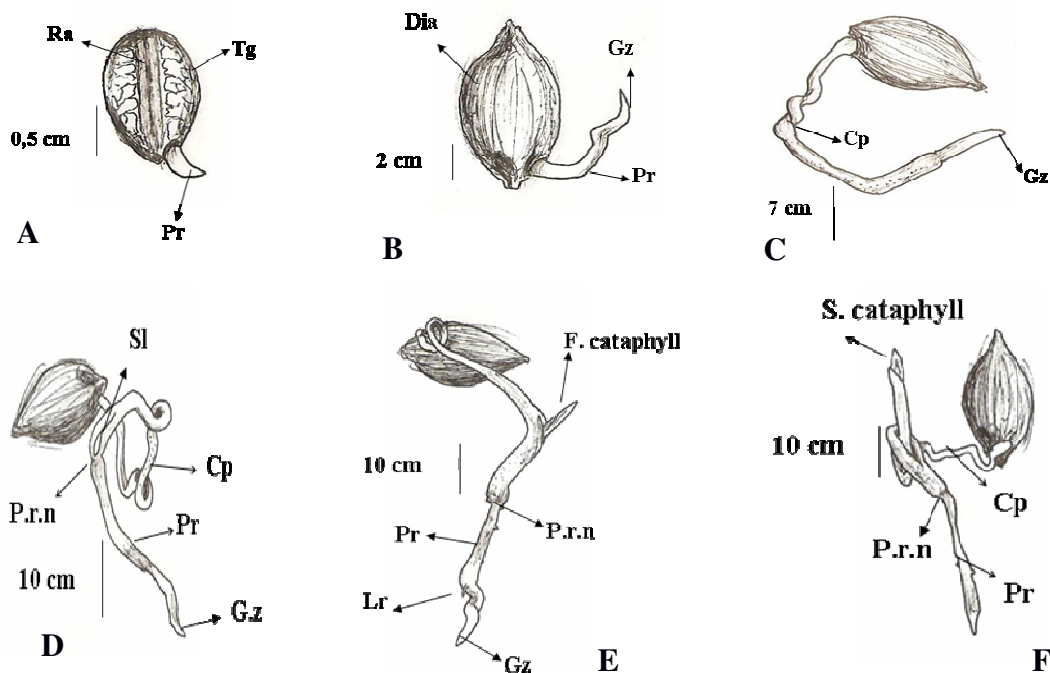 Ra
Tg
0,5 cm
Pr
A
Dia
Gz
2 cm
Pr
B
Cp
Gz
7 cm
C
Sl
Cp
P.r.n
Pr
10 cm
G.z
D
F. cataphyll
10 cm
P.r.n
Pr
Lr
Gz
E
S. cataphyll
10 cm
Cp
P.r.n
Pr
F